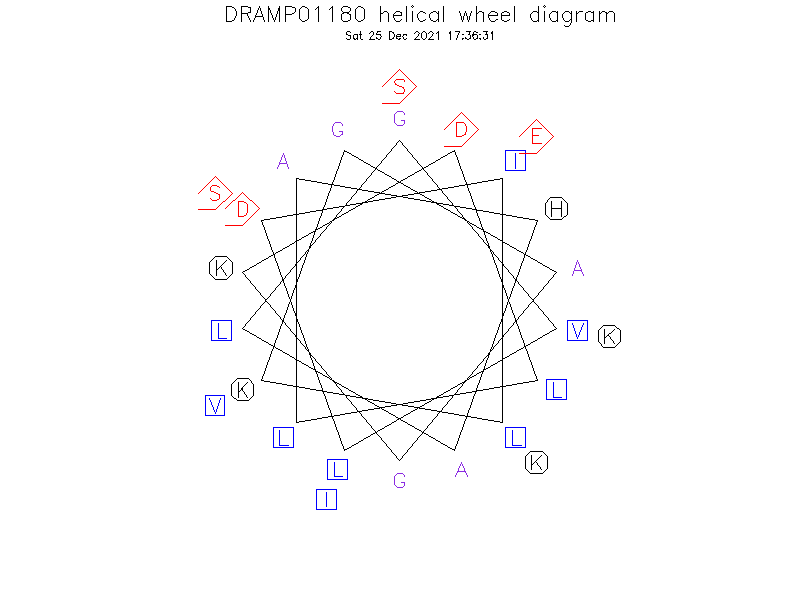 DRAMP01180 helical wheel diagram
Sat 25 Dec 2021 17:36:31
S
G
G
D
E
A
I
S
D
H
K
A
L
V
K
V
K
L
L
L
K
L
I
G
A